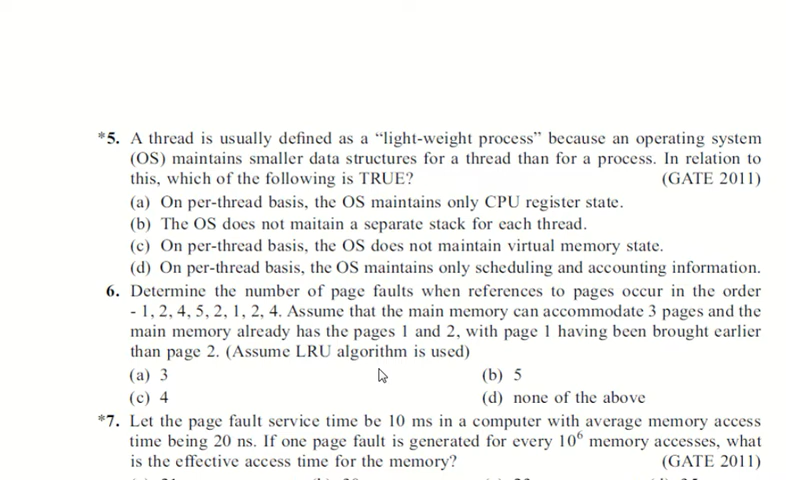 *5. A thread is usually defined as a “light-weight process” because an operating system
(OS) maintains smaller data structures for a thread than for a process. In relation to
this, which of the following is TRUE? (GATE 2011)
(a) On per-thread basis, the OS maintains only CPU register state.
(b) The OS does not maitain a separate stack for each thread.
(c) On per-thread basis, the OS does not maintain virtual memory state.
(d) On per-thread basis, the OS maintains only scheduling and accounting information.
6. Determine the number of page faults when references to pages occur in the order
- 1, 2, 4, 5, 2, 1, 2, 4. Assume that the main memory can accommodate 3 pages and the
main memory already has the pages 1 and 2, with page 1 having been brought earlier
than page 2. (Assume LRU algorithm is used)
(a) 3 (b) 5
(c) 4 (d) none of the above
*7. Let the page fault service time be 10 ms in a computer with average memory access
time being 20 ns. If one page fault is generated for every 10⁶ memory accesses, what
is the effective access time for the memory? (GATE 2011)